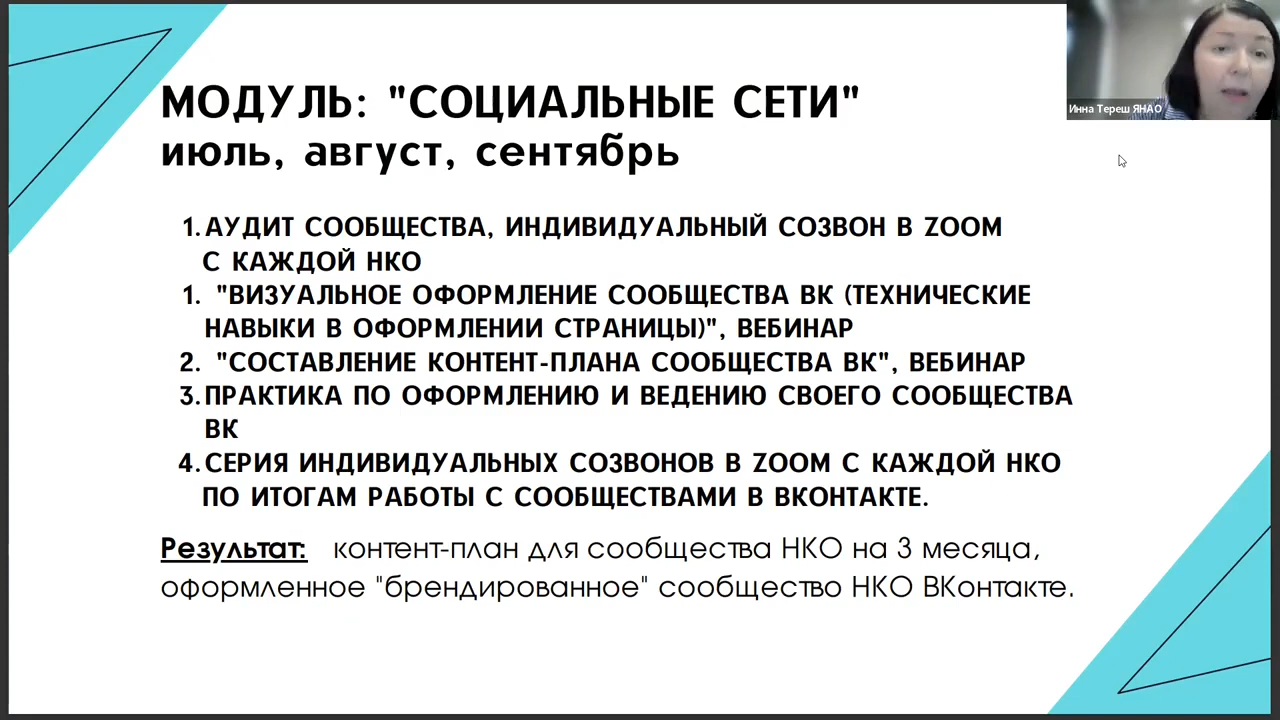 МОДУЛЬ: "СОЦИАЛЬНЫЕ СЕТИ"
июль, август, сентябрь
Инна Тереш ЯНАО
1. АУДИТ СООБЩЕСТВА, ИНДИВИДУАЛЬНЫЙ СОЗВОН В ZOOM
С КАЖДОЙ НКО
1. "ВИЗУАЛЬНОЕ ОФОРМЛЕНИЕ СООБЩЕСТВА ВК (ТЕХНИЧЕСКИЕ
НАВЫКИ В ОФОРМЛЕНИИ СТРАНИЦЫ)", ВЕБИНАР
2. "СОСТАВЛЕНИЕ КОНТЕНТ-ПЛАНА СООБЩЕСТВА ВК", ВЕБИНАР
3. ПРАКТИКА ПО ОФОРМЛЕНИЮ И ВЕДЕНИЮ СВОЕГО СООБЩЕСТВА
ВК
4. СЕРИЯ ИНДИВИДУАЛЬНЫХ СОЗВОНОВ В ZOOM С КАЖДОЙ НКО
ПО ИТОГАМ РАБОТЫ С СООБЩЕСТВАМИ В ВКОНТАКТЕ.
Результат: контент-план для сообщества НКО на 3 месяца,
оформленное "брендированное" сообщество НКО ВКонтакте.